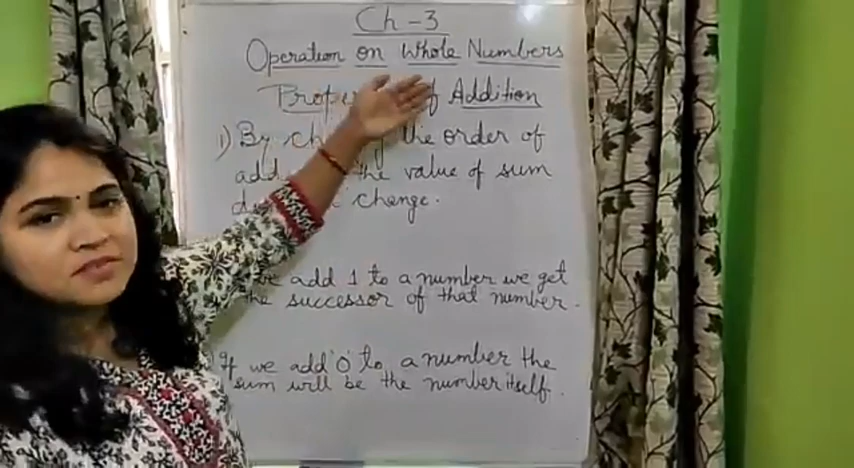 Ch-3
Operation on Whole Numbers
of Addition
1) By the order of
the value of sum
change.
we add 1 to a number we get
the successor of that number.
If we add '0' to a number the
sum will be the number itself.